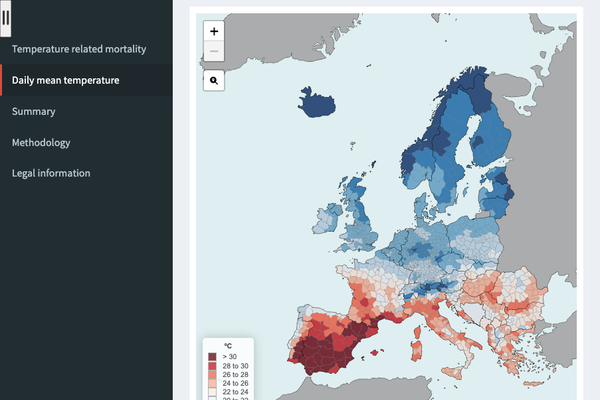 Temperature related mortality
Daily mean temperature
Summary
Methodology
Legal information
+
−
°C
> 30
28 to 30
26 to 28
24 to 26
22 to 24